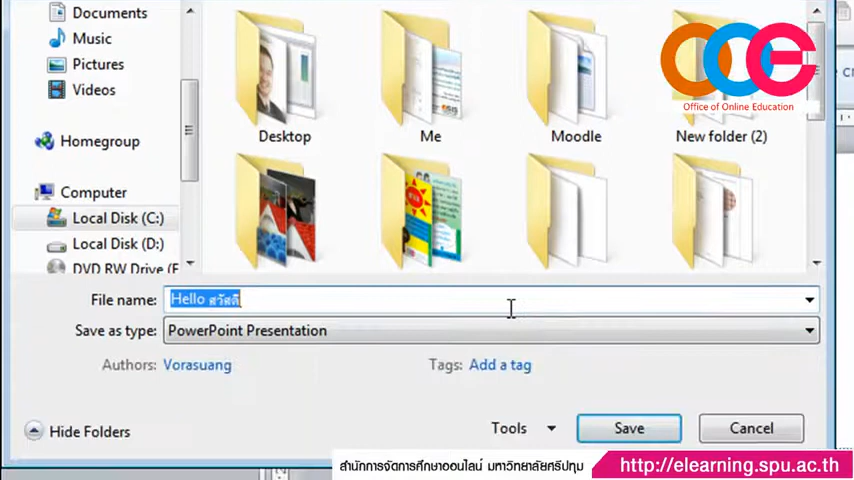 Documents
Music
Pictures
Videos
Homegroup
Computer
Local Disk (C:)
Local Disk (D:)
DVD RW Drive (E
Desktop
Me
Moodle
New folder (2)
OOE
Office of Online Education
File name: Hello สวัสดี
Save as type: PowerPoint Presentation
Authors: Vorasuang
Tags: Add a tag
Hide Folders
Tools
Save
Cancel
สำนักการจัดการศึกษาออนไลน์ มหาวิทยาลัยศรีปทุม
http://elearning.spu.ac.th